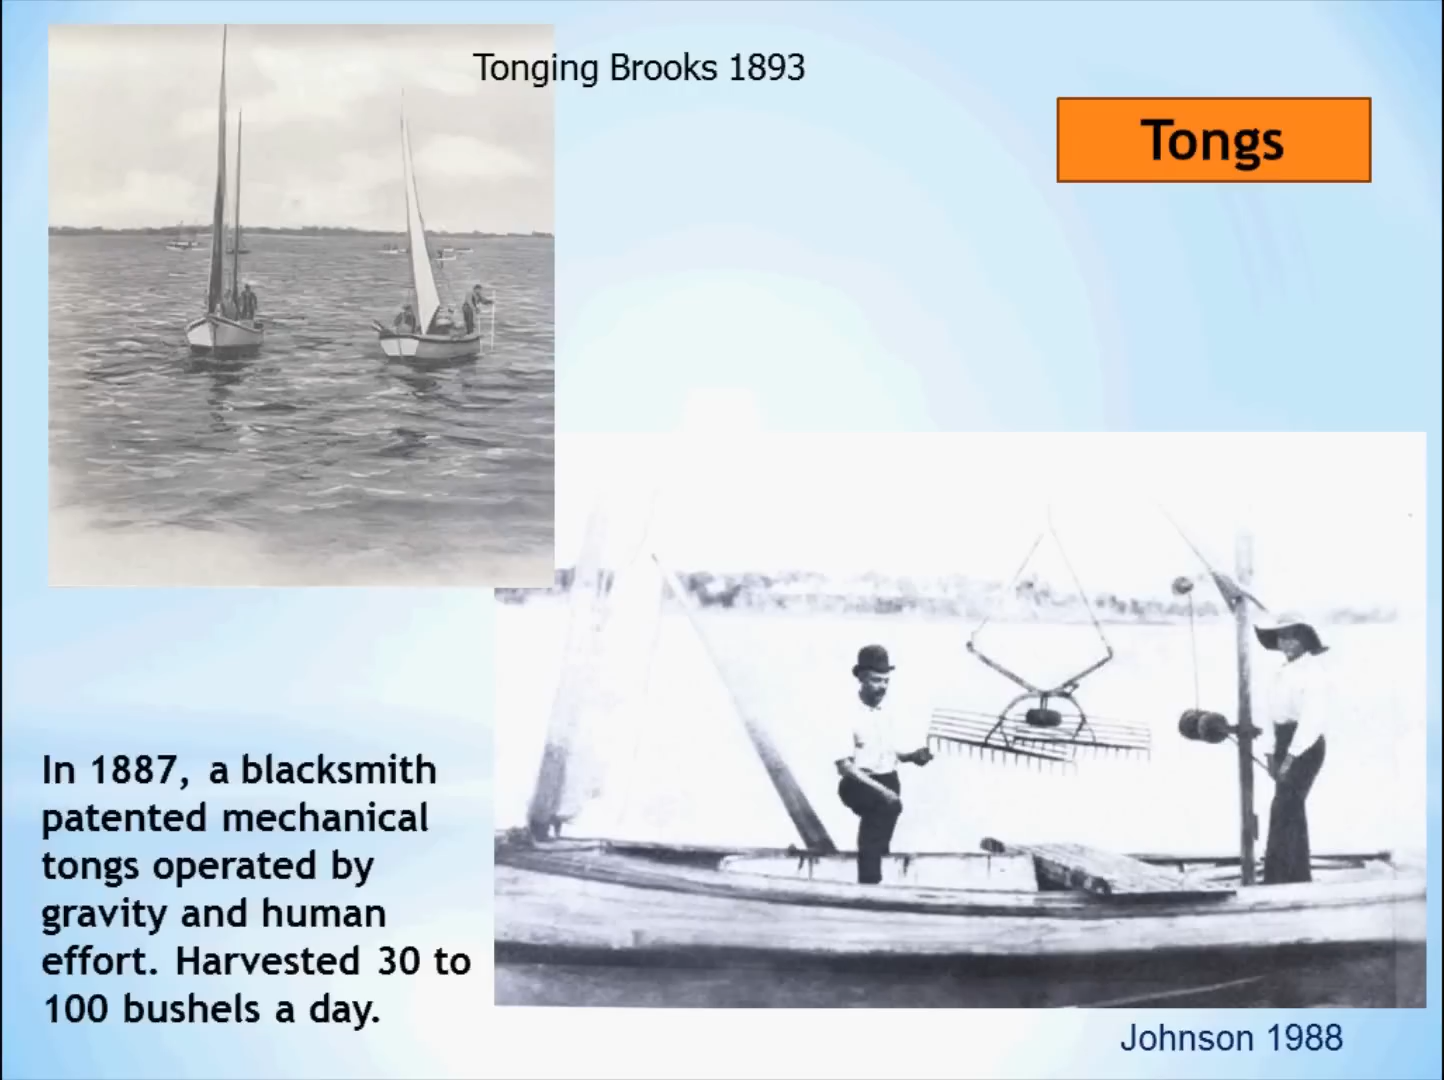 Tonging Brooks 1893
Tongs
In 1887, a blacksmith
patented mechanical
tongs operated by
gravity and human
effort. Harvested 30 to
100 bushels a day.
Johnson 1988